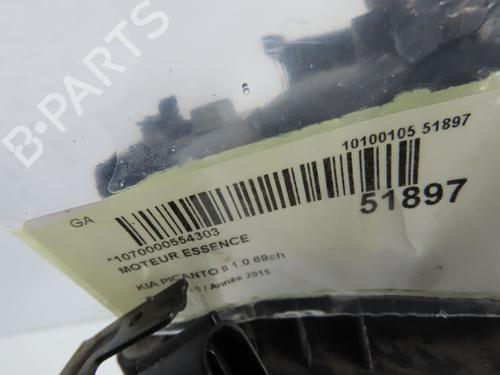 B-PARTS
GA
10100105 51897
51897
*1070000554303
MOTEUR ESSENCE
KIA PICANTO II 1.0 69ch
/ Année 2015